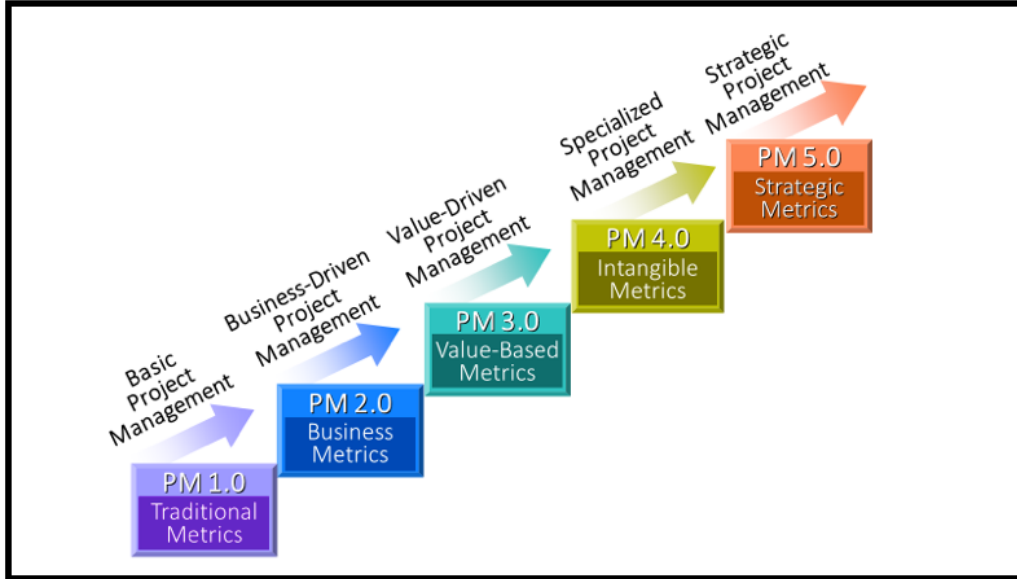 Basic
Project
Management
PM 1.0
Traditional
Metrics
Business-Driven
Project
Management
PM 2.0
Business
Metrics
Value-Driven
Project
Management
PM 3.0
Value-Based
Metrics
Specialized
Project
Management
PM 4.0
Intangible
Metrics
Strategic
Project
Management
PM 5.0
Strategic
Metrics